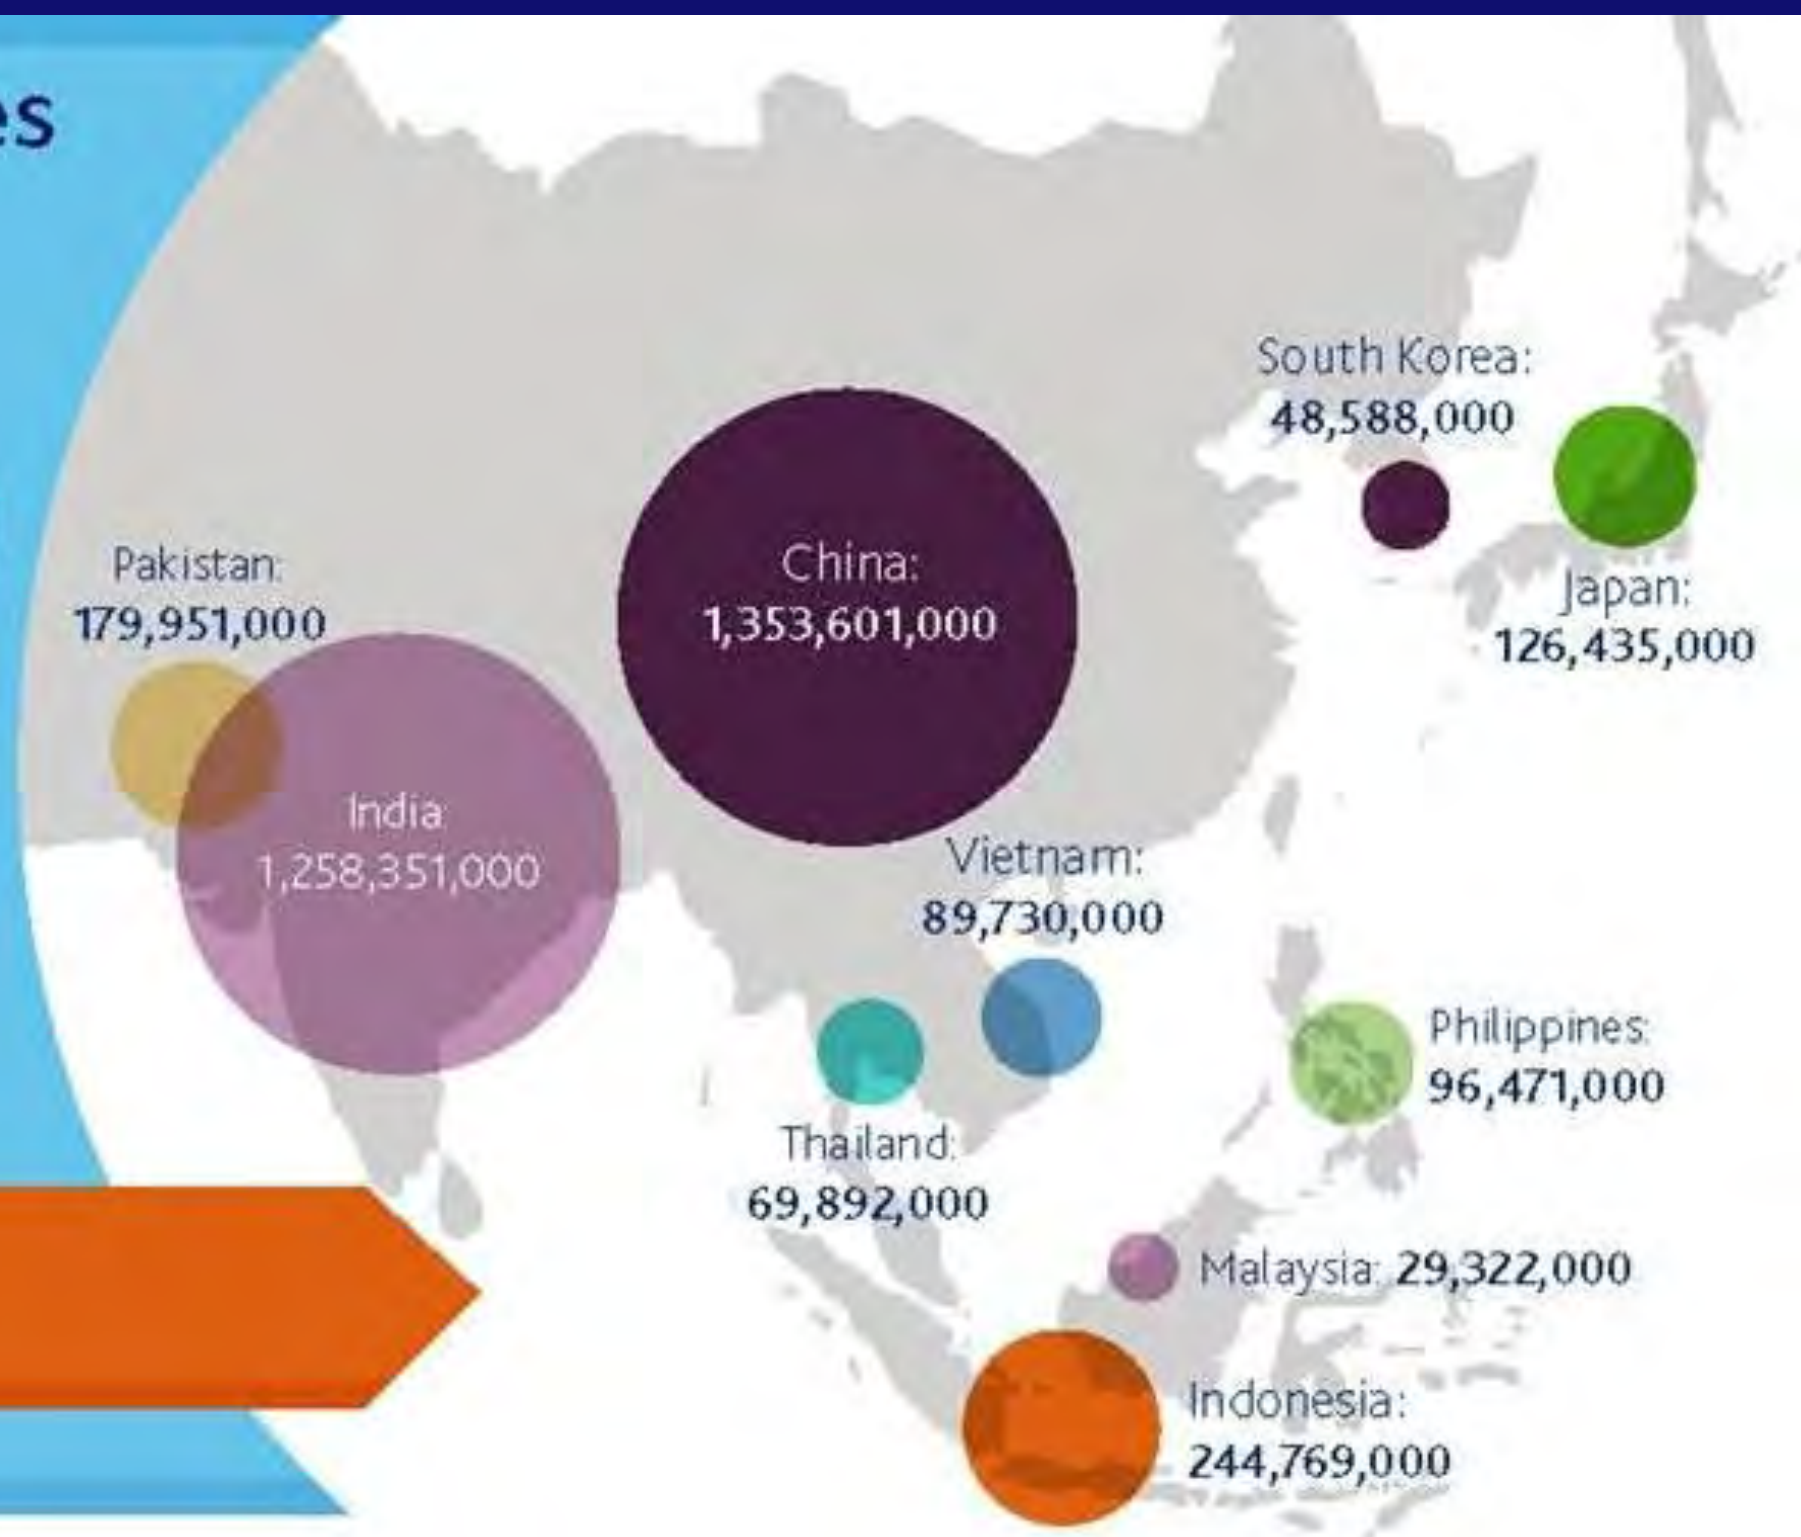 es
South Korea:
48,588,000
Pakistan:
179,951,000
China:
1,353,601,000
Japan:
126,435,000
India:
1,258,351,000
Vietnam:
89,730,000
Philippines:
96,471,000
Thailand:
69,892,000
Malaysia: 29,322,000
Indonesia:
244,769,000